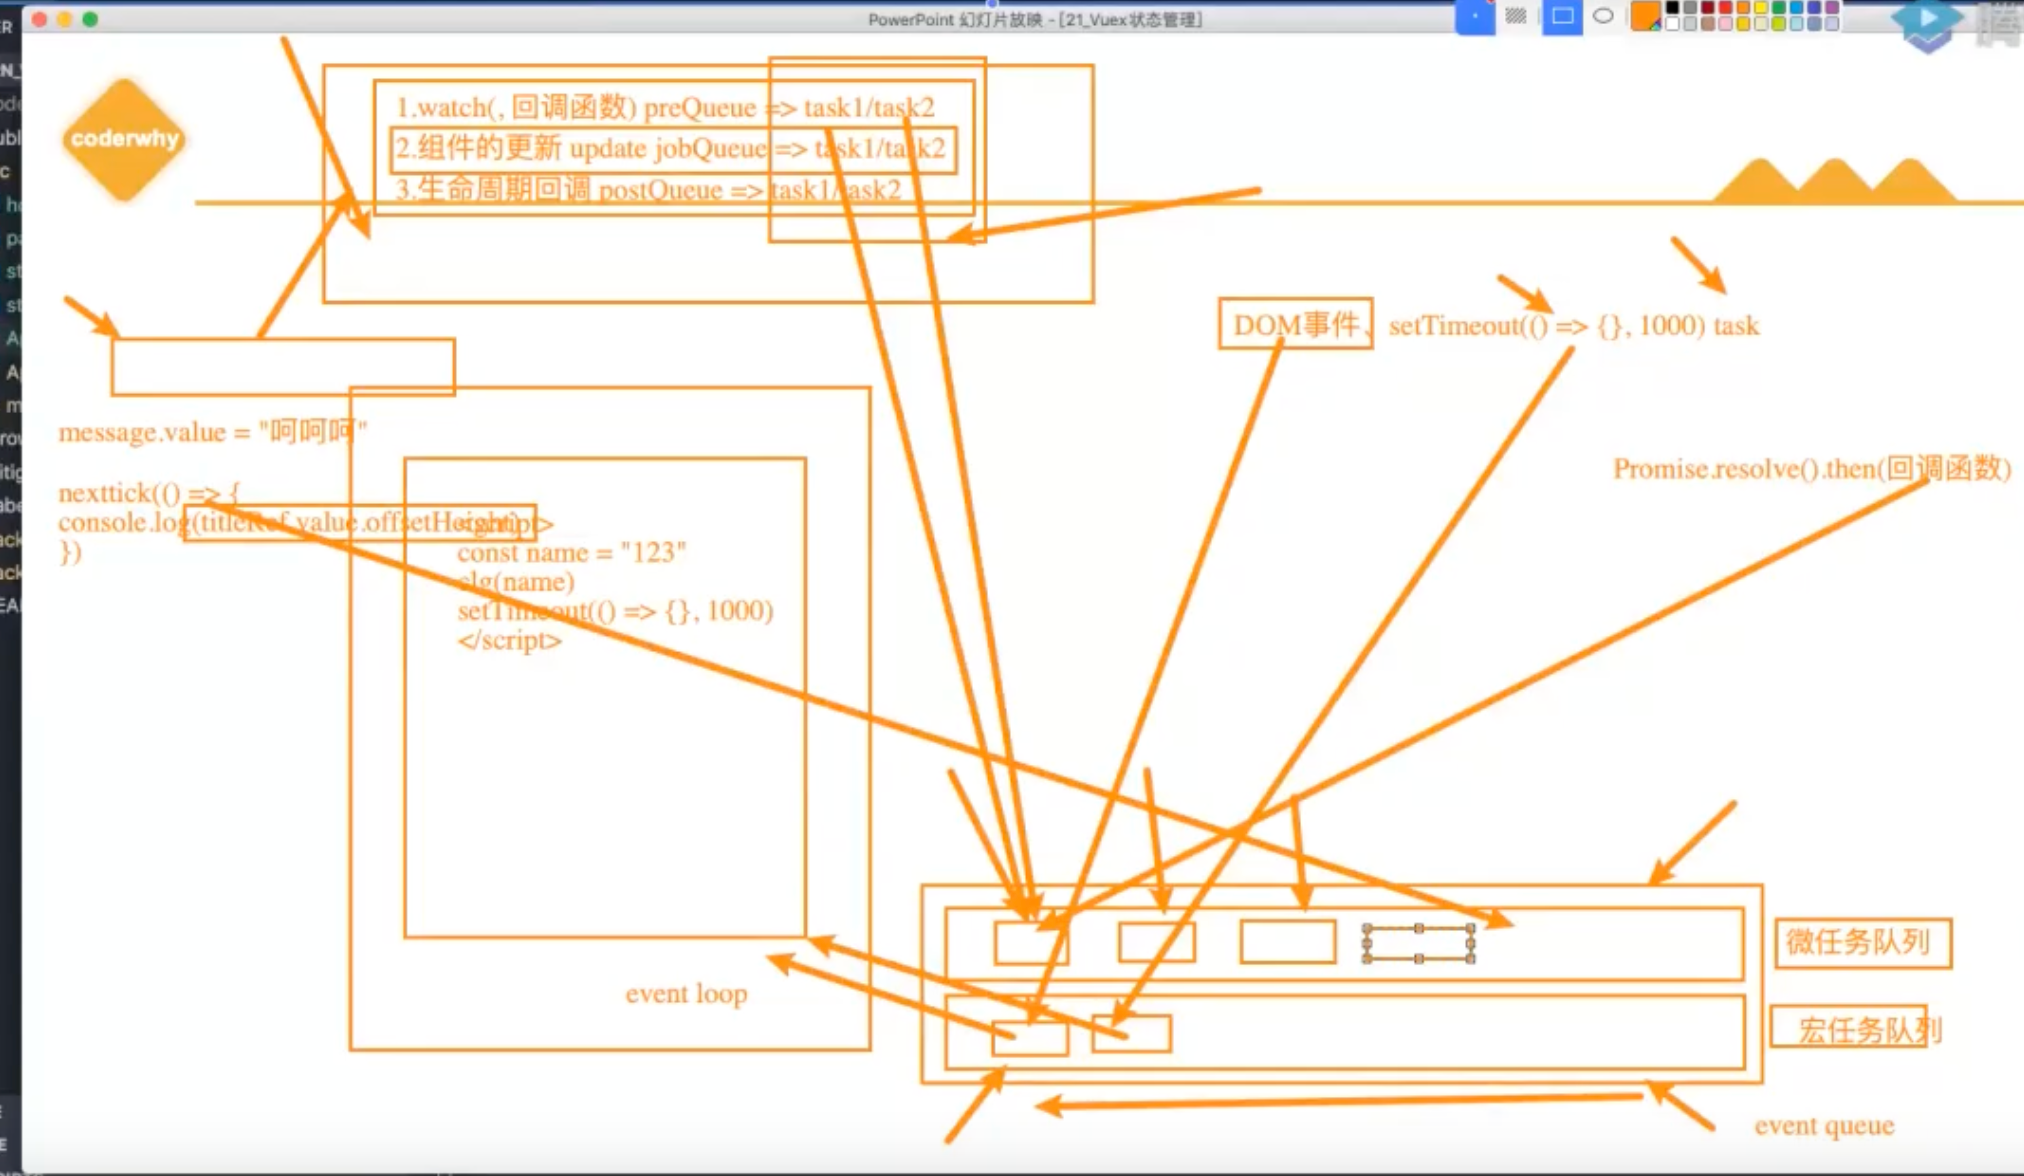 PowerPoint 幻灯片放映 - [21_Vuex状态管理]
coderwhy
1.watch(, 回调函数) preQueue => task1/task2
2.组件的更新 update jobQueue => task1/task2
3.生命周期回调 postQueue => task1/task2
DOM事件、setTimeout(() => {}, 1000) task
message.value = "呵呵呵"
Promise.resolve().then(回调函数)
nexttick(() => {
console.log(titleRef.value.offsetHeight)
})
<script>
const name = "123"
clg(name)
setTimeout(() => {}, 1000)
</script>
微任务队列
event loop
宏任务队列
event queue